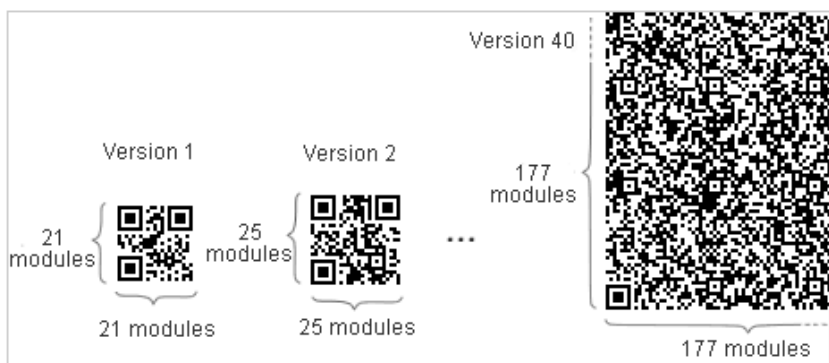 Version 40
Version 1
Version 2
177
modules
21
modules
25
modules
...
21 modules
25 modules
177 modules